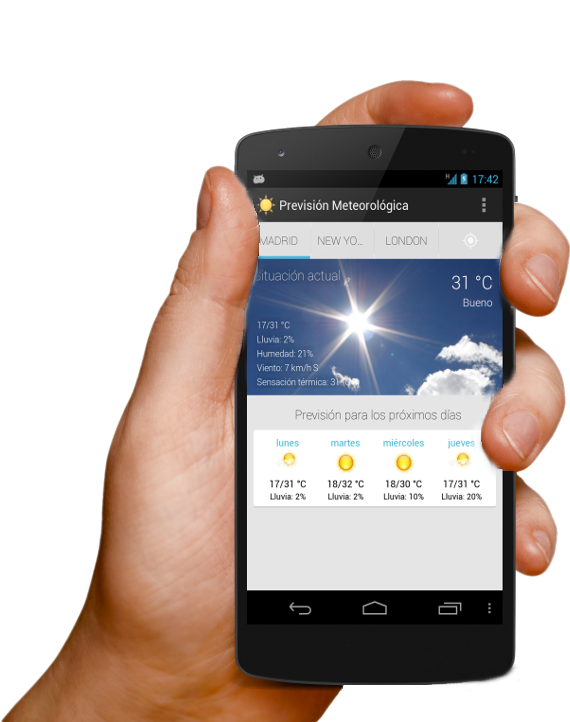 H 17:42
Previsión Meteorológica
MADRID NEW YO... LONDON
Situación actual
31 °C
Bueno
17/31 °C
Lluvia: 2%
Humedad: 21%
Viento: 7 km/h S
Sensación térmica: 31
Previsión para los próximos días
lunes martes miércoles jueves
17/31 °C 18/32 °C 18/30 °C 17/31 °C
Lluvia: 2% Lluvia: 2% Lluvia: 10% Lluvia: 20%